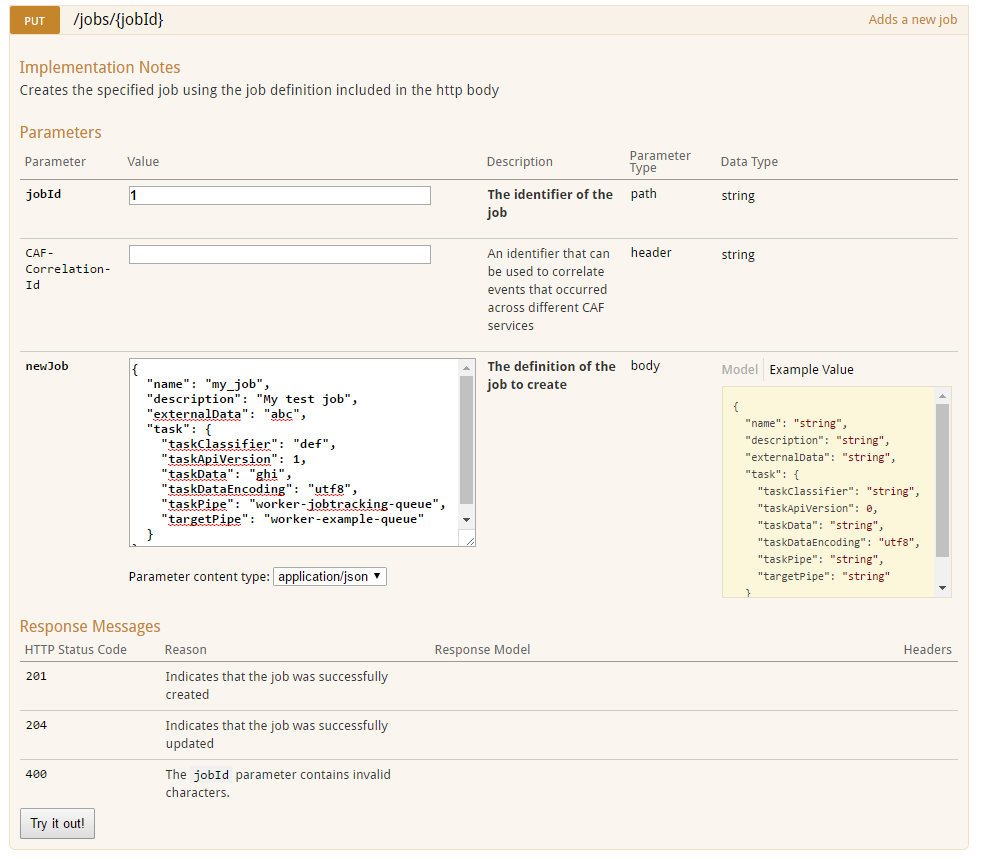 PUT /jobs/{jobId} Adds a new job
Implementation Notes
Creates the specified job using the job definition included in the http body
Parameters
Parameter Value Description Parameter Type Data Type
jobId 1 The identifier of the job path string
CAF-
Correlation-
Id
An identifier that can
be used to correlate
events that occurred
across different CAF
services
header string
newJob
{
"name": "my_job",
"description": "My test job",
"externalData": "abc",
"task": {
"taskClassifier": "def",
"taskApiVersion": 1,
"taskData": "ghi",
"taskDataEncoding": "utf8",
"taskPipe": "worker-jobtracking-queue",
"targetPipe": "worker-example-queue"
}
Parameter content type: application/json
The definition of the
job to create
body
Model Example Value
{
"name": "string",
"description": "string",
"externalData": "string",
"task": {
"taskClassifier": "string",
"taskApiVersion": 0,
"taskData": "string",
"taskDataEncoding": "utf8",
"taskPipe": "string",
"targetPipe": "string"
}
Response Messages
HTTP Status Code Reason Response Model Headers
201 Indicates that the job was successfully
created
204 Indicates that the job was successfully
updated
400 The jobId parameter contains invalid
characters.
Try it out!